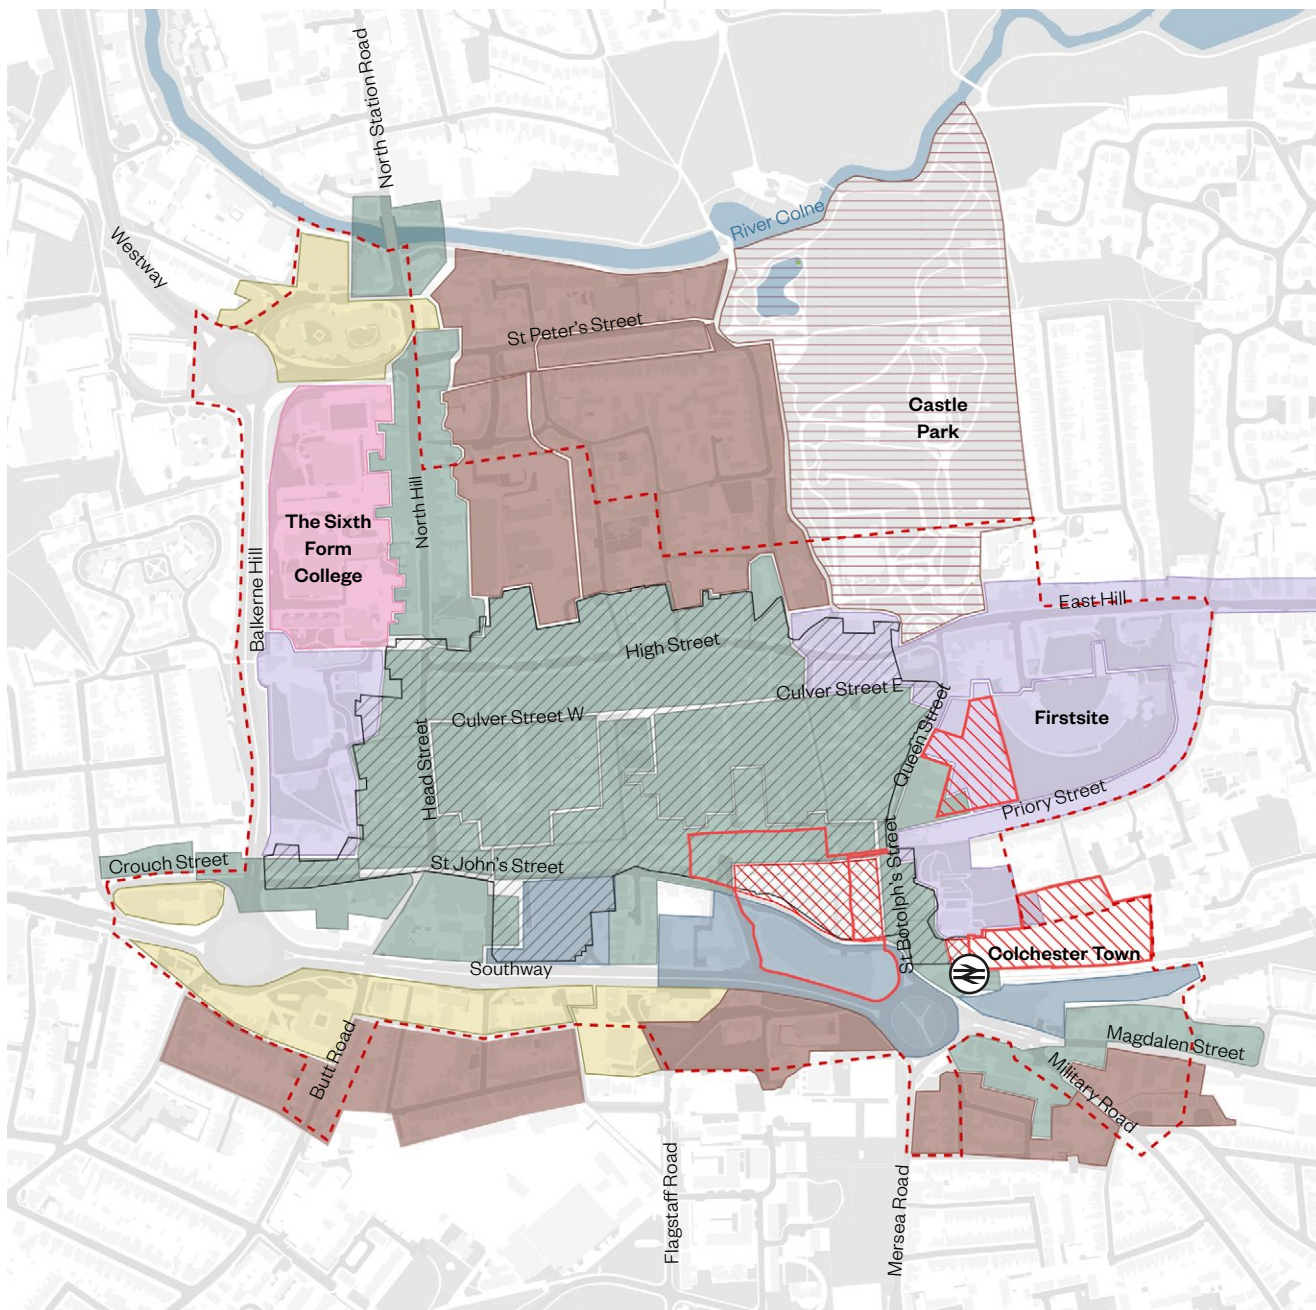 North Station Road
River Colne
Westway
St Peter's Street
Castle
Park
The Sixth
Form
College
North Hill
Balkerne Hill
East Hill
High Street
Culver Street E
Culver Street W
Queen Street
Firstsite
Head Street
Priory Street
Crouch Street
St John's Street
St Botolph's Street
Colchester Town
Southway
Butt Road
Magdalen Street
Military Road
Flagstaff Road
Mersea Road